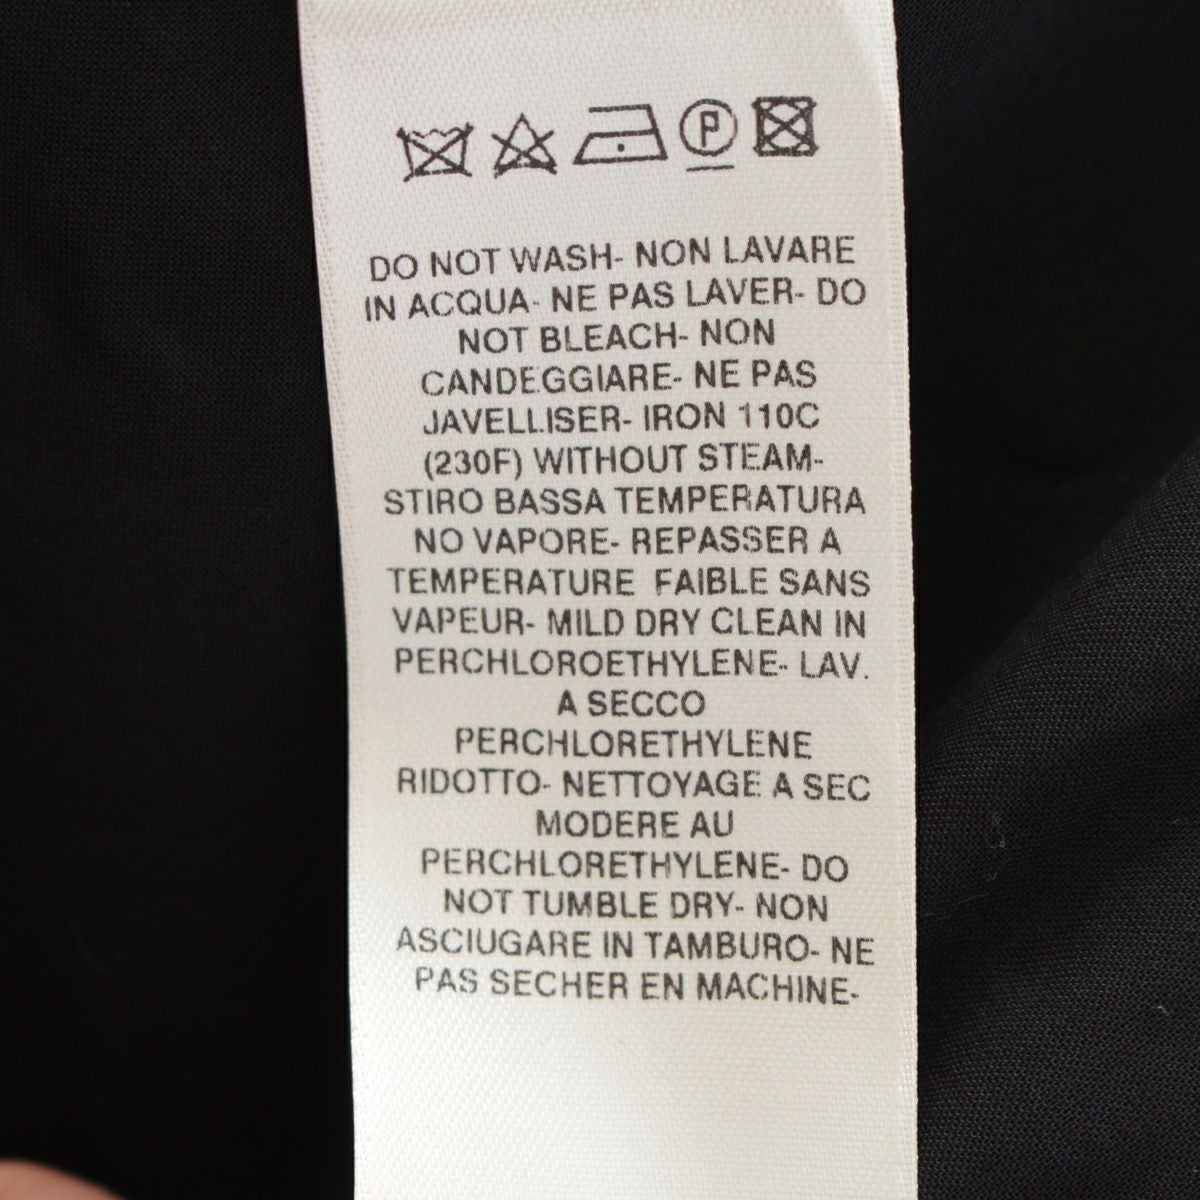 P
DO NOT WASH- NON LAVARE
IN ACQUA- NE PAS LAVER- DO
NOT BLEACH- NON
CANDEGGIARE- NE PAS
JAVELLISER- IRON 110C
(230F) WITHOUT STEAM-
STIRO BASSA TEMPERATURA
NO VAPORE- REPASSER A
TEMPERATURE FAIBLE SANS
VAPEUR- MILD DRY CLEAN IN
PERCHLOROETHYLENE- LAV.
A SECCO
PERCHLORETHYLENE
RIDOTTO- NETTOYAGE A SEC
MODERE AU
PERCHLORETHYLENE- DO
NOT TUMBLE DRY- NON
ASCIUGARE IN TAMBURO- NE
PAS SECHER EN MACHINE-